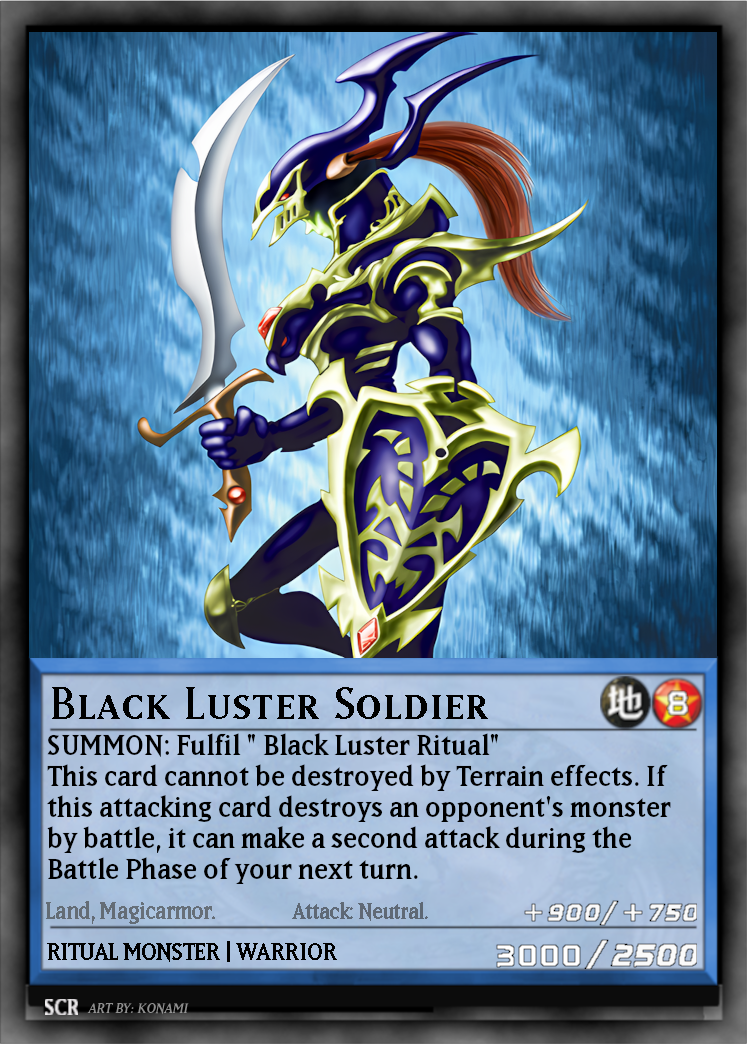 BLACK LUSTER SOLDIER 地 8
SUMMON: Fulfil " Black Luster Ritual"
This card cannot be destroyed by Terrain effects. If
this attacking card destroys an opponent's monster
by battle, it can make a second attack during the
Battle Phase of your next turn.
Land, Magicarmor. Attack: Neutral. +900/+750
RITUAL MONSTER | WARRIOR 3000/2500
SCR ART BY: KONAMI